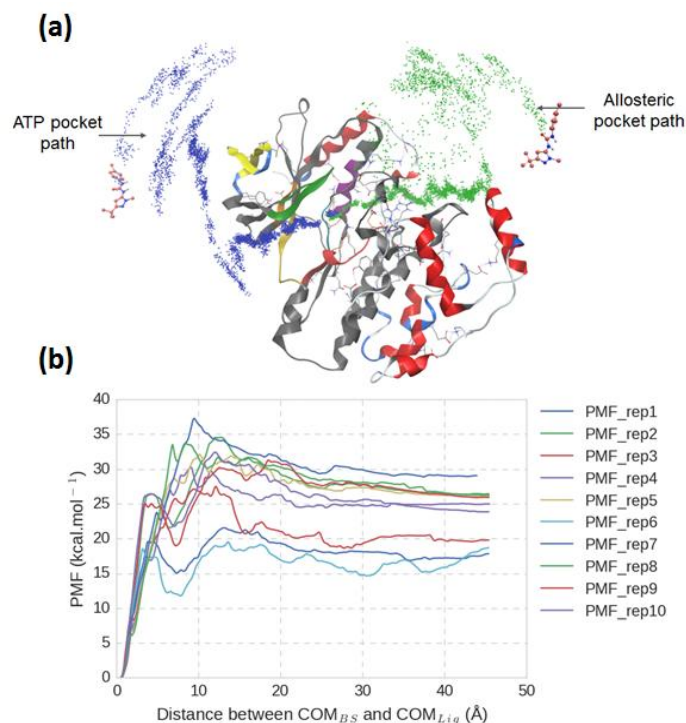 (a)
ATP pocket
path
Allosteric
pocket path
(b)
40
35
30
25
20
15
10
5
0
PMF (kcal.mol⁻¹)
0 10 20 30 40 50
Distance between COM_BS and COM_Lig (Å)
PMF_rep1
PMF_rep2
PMF_rep3
PMF_rep4
PMF_rep5
PMF_rep6
PMF_rep7
PMF_rep8
PMF_rep9
PMF_rep10